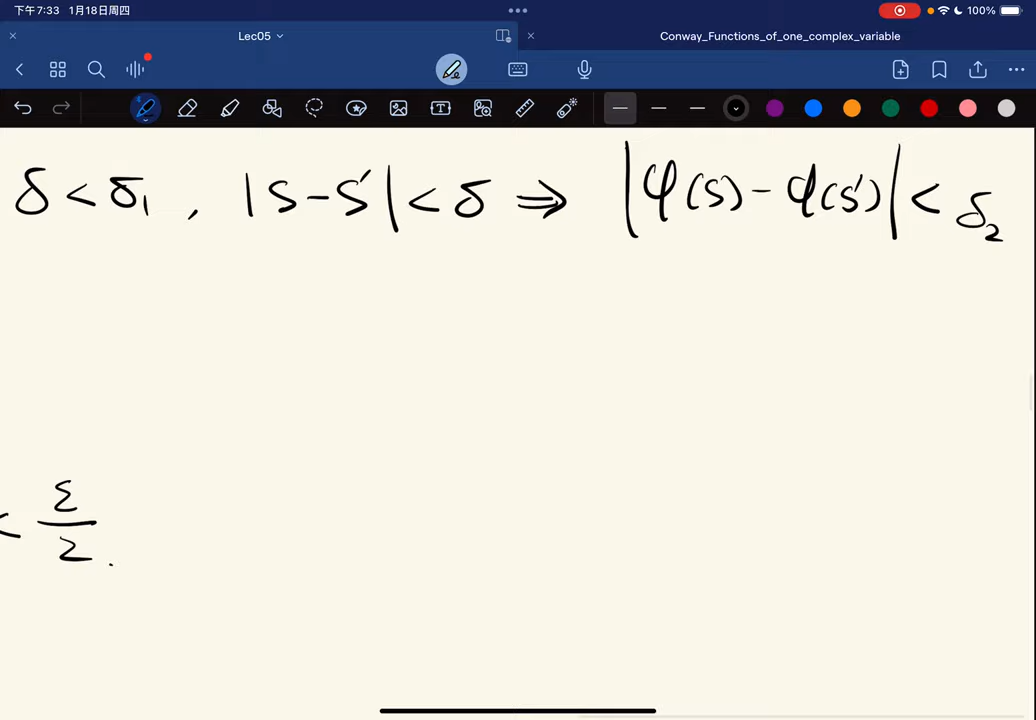 下午7:33 1月18日周四 100%
Lec05 Conway_Functions_of_one_complex_variable
δ < δ₁ , |s - s'| < δ ⇒ |φ(s) - φ(s')| < δ₂
< ε/2 .